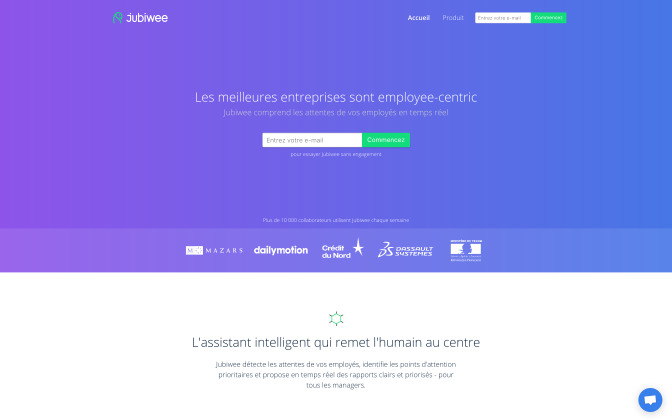 jubiwee
Accueil
Produit
Entrez votre e-mail
Commencez
Les meilleures entreprises sont employee-centric
Jubiwee comprend les attentes de vos employés en temps réel
Entrez votre e-mail
Commencez
pour essayer Jubiwee sans engagement
Plus de 10 000 collaborateurs utilisent Jubiwee chaque semaine
MAZARS
dailymotion
Crédit
du Nord
DASSAULT
SYSTEMES
L'assistant intelligent qui remet l'humain au centre
Jubiwee détecte les attentes de vos employés, identifie les points d'attention
prioritaires et propose en temps réel des rapports clairs et priorisés - pour
tous les managers.